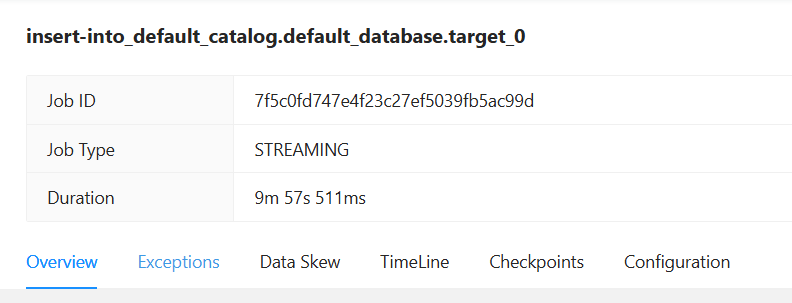 insert-into_default_catalog.default_database.target_0
Job ID 7f5c0fd747e4f23c27ef5039fb5ac99d
Job Type STREAMING
Duration 9m 57s 511ms
Overview Exceptions Data Skew TimeLine Checkpoints Configuration